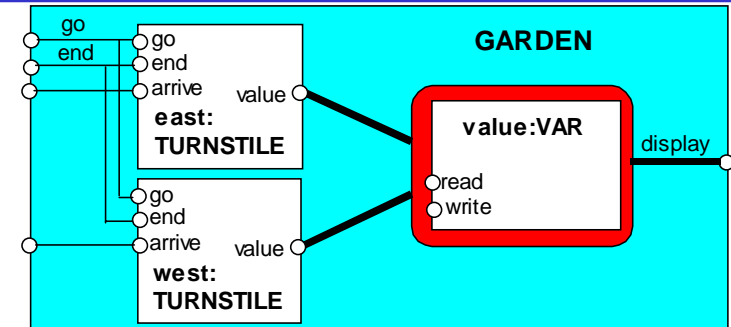 go
end
GARDEN
go
end
arrive
value
east:
TURNSTILE
value:VAR
read
write
display
go
end
arrive
value
west:
TURNSTILE